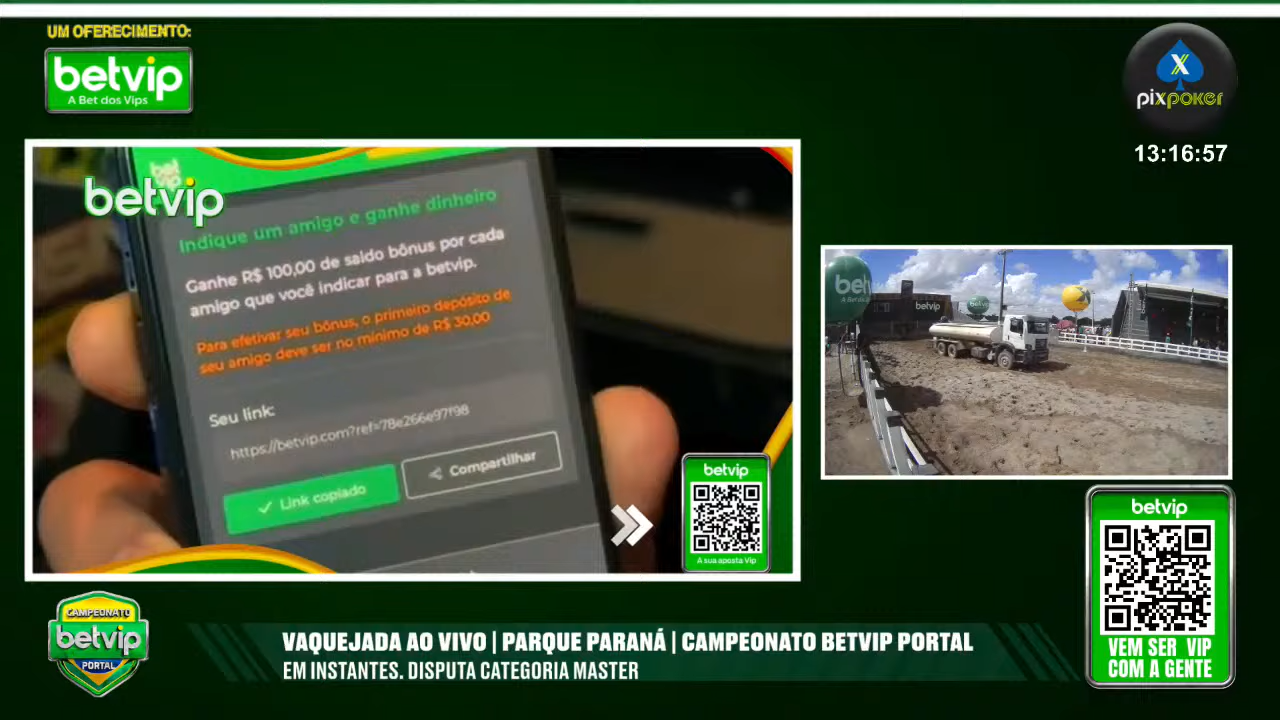 UM OFERECIMENTO:
betvip
A Bet dos Vips
X
pixpoker
13:16:57
betvip
Indique um amigo e ganhe dinheiro
Ganhe R$ 100,00 de saldo bônus por cada
amigo que você indicar para a betvip.
Para efetivar seu bônus, o primeiro depósito de
seu amigo deve ser no mínimo de R$ 30,00
Seu link:
https://betvip.com?ref=78e266e97f98
Link copiado
Compartilhar
betvip
A sua aposta Vip
betvip
betvip
VEM SER VIP
COM A GENTE
CAMPEONATO
betvip
PORTAL
VAQUEJADA AO VIVO | PARQUE PARANÁ | CAMPEONATO BETVIP PORTAL
EM INSTANTES. DISPUTA CATEGORIA MASTER